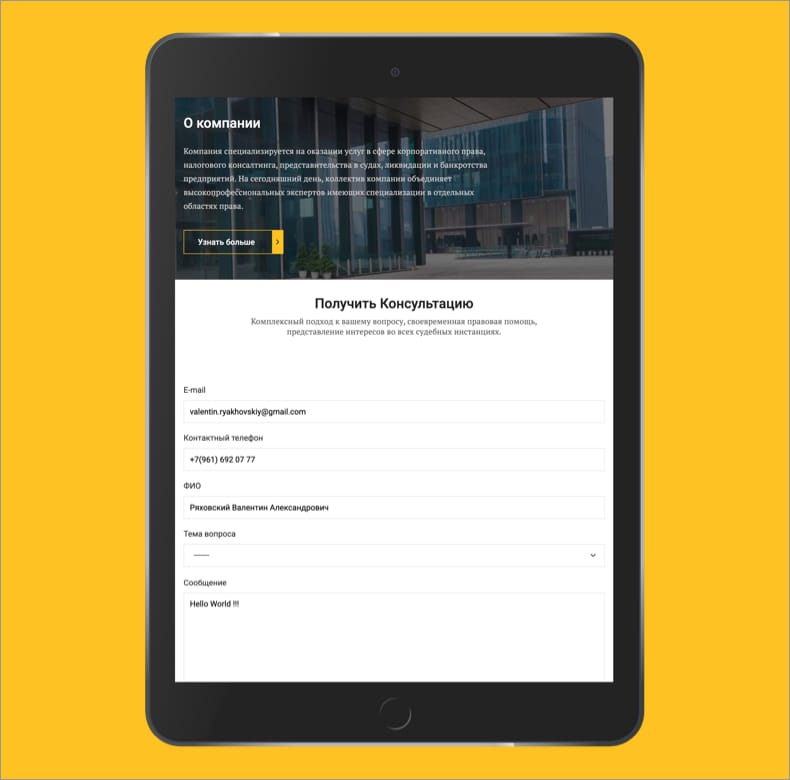 О компании
Компания специализируется на оказании услуг в сфере корпоративного права,
налогового консалтинга, представительства в судах, ликвидации и банкротства
предприятий. На сегодняшний день, коллектив компании объединяет
высокопрофессиональных экспертов имеющих специализации в отдельных
областях права.
Узнать больше
Получить Консультацию
Комплексный подход к вашему вопросу, своевременная правовая помощь,
представление интересов во всех судебных инстанциях.
E-mail
valentin.ryakhovskiy@gmail.com
Контактный телефон
+7(961) 692 07 77
ФИО
Ряховский Валентин Александрович
Тема вопроса
------
Сообщение
Hello World !!!